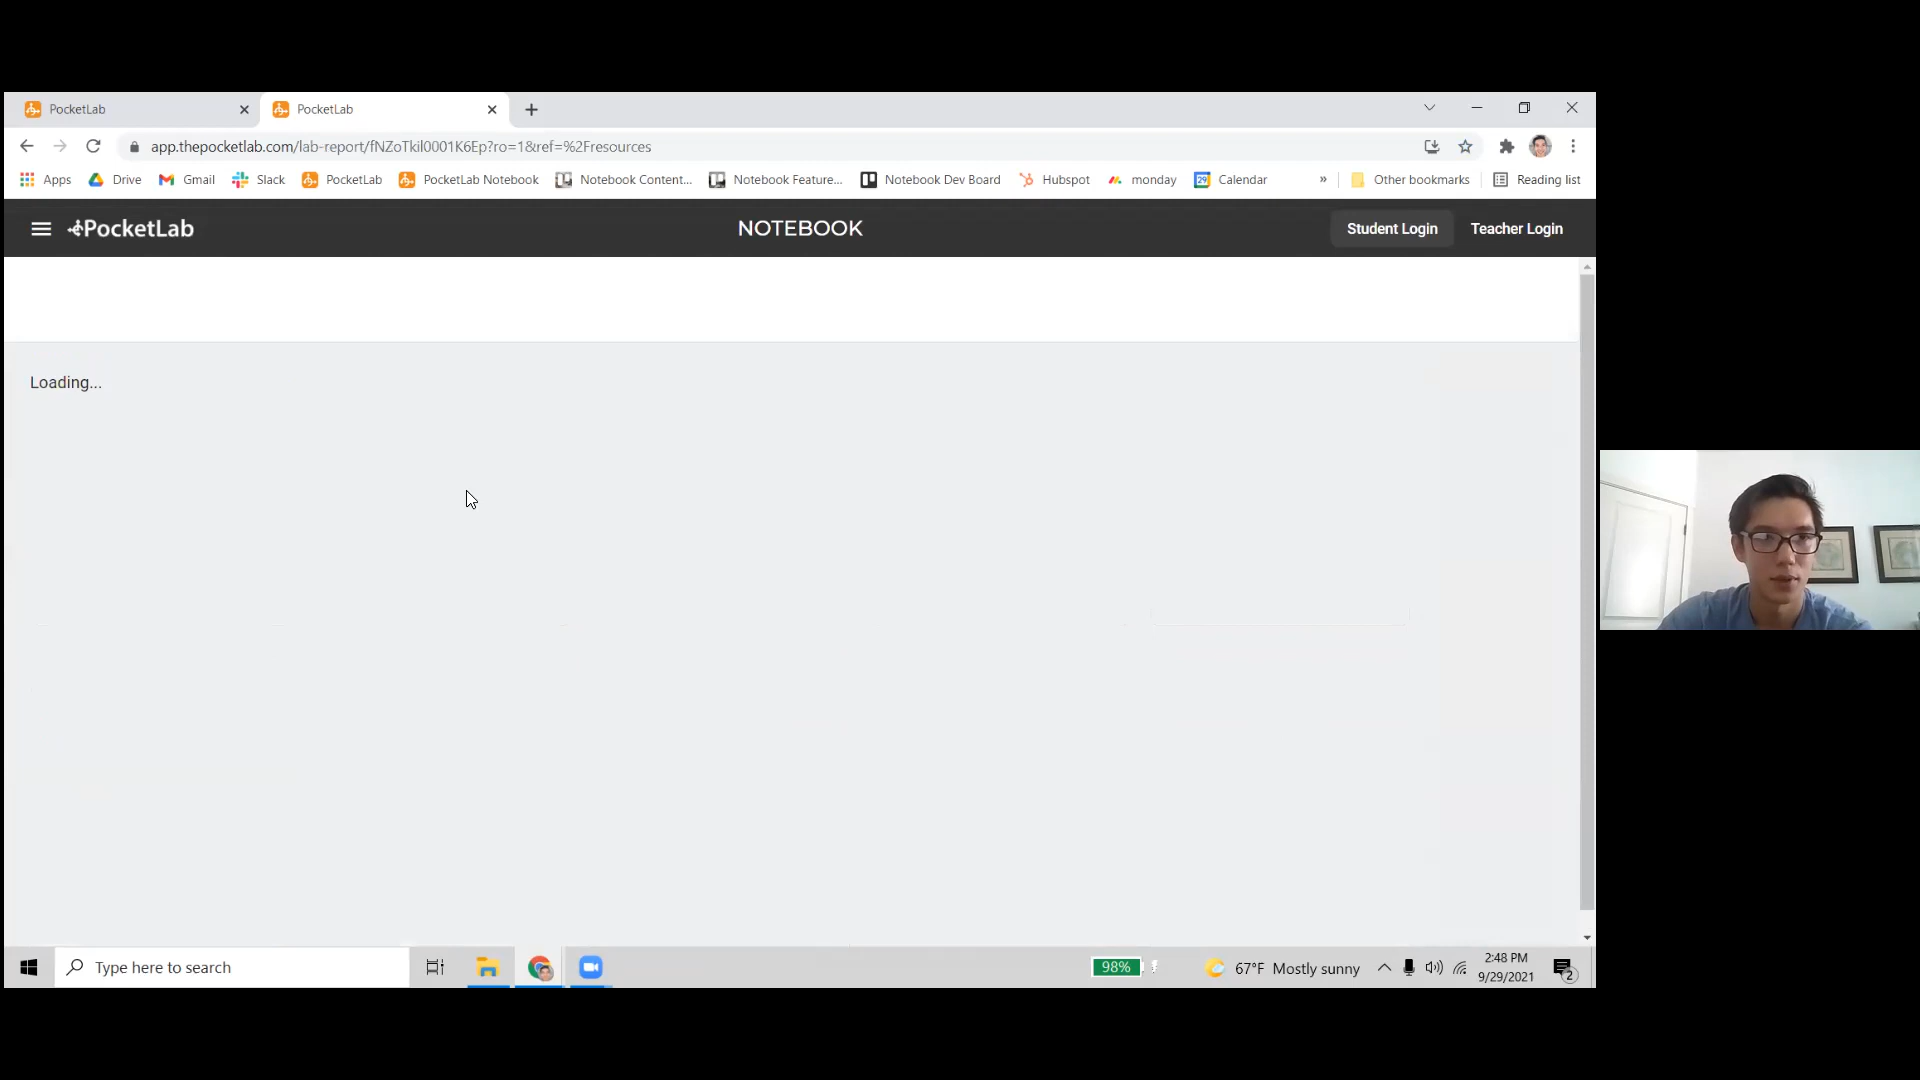 PocketLab
PocketLab
app.thepocketlab.com/lab-report/fNZoTkil0001K6Ep?ro=1&ref=%2Fresources
Apps Drive Gmail Slack PocketLab PocketLab Notebook Notebook Content... Notebook Feature... Notebook Dev Board Hubspot monday 29 Calendar » Other bookmarks Reading list
PocketLab NOTEBOOK Student Login Teacher Login
Loading...
Type here to search 98% 67°F Mostly sunny 2:48 PM
9/29/2021 2